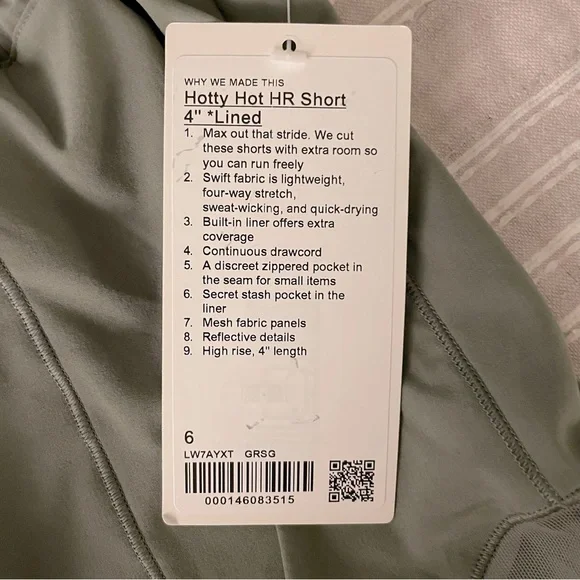 WHY WE MADE THIS
Hotty Hot HR Short
4" *Lined
1. Max out that stride. We cut
these shorts with extra room so
you can run freely
2. Swift fabric is lightweight,
four-way stretch,
sweat-wicking, and quick-drying
3. Built-in liner offers extra
coverage
4. Continuous drawcord
5. A discreet zippered pocket in
the seam for small items
6. Secret stash pocket in the
liner
7. Mesh fabric panels
8. Reflective details
9. High rise, 4" length
6
LW7AYXT GRSG
000146083515